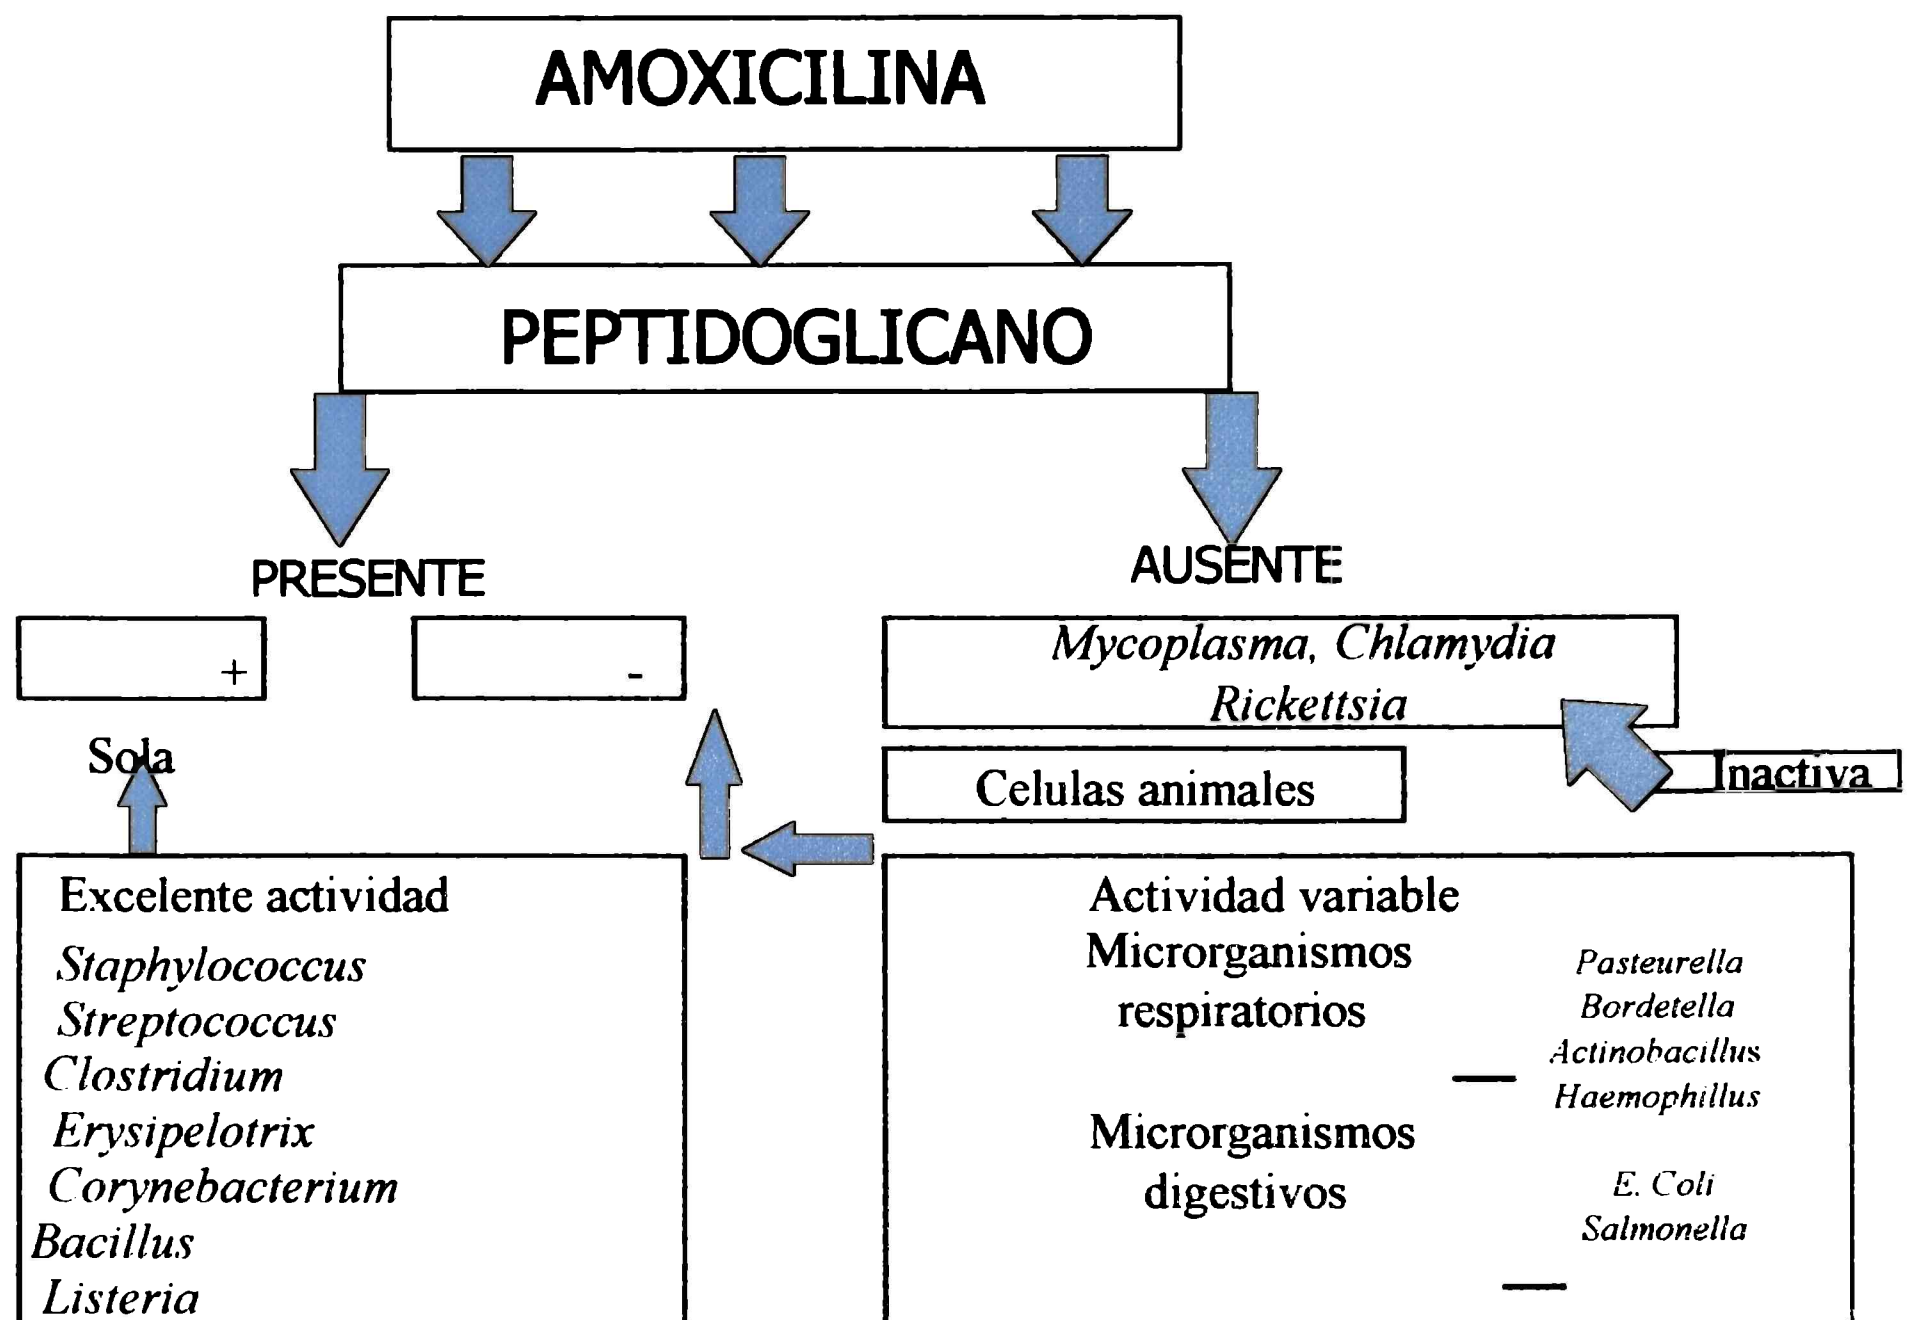 AMOXICILINA
PEPTIDOGLICANO
PRESENTE
AUSENTE
+
-
Mycoplasma, Chlamydia
Rickettsia
Sola
Celulas animales
Inactiva
Excelente actividad
Staphylococcus
Streptococcus
Clostridium
Erysipelotrix
Corynebacterium
Bacillus
Listeria
Actividad variable
Microrganismos
respiratorios
Pasteurella
Bordetella
Actinobacillus
Haemophillus
Microrganismos
digestivos
E. Coli
Salmonella